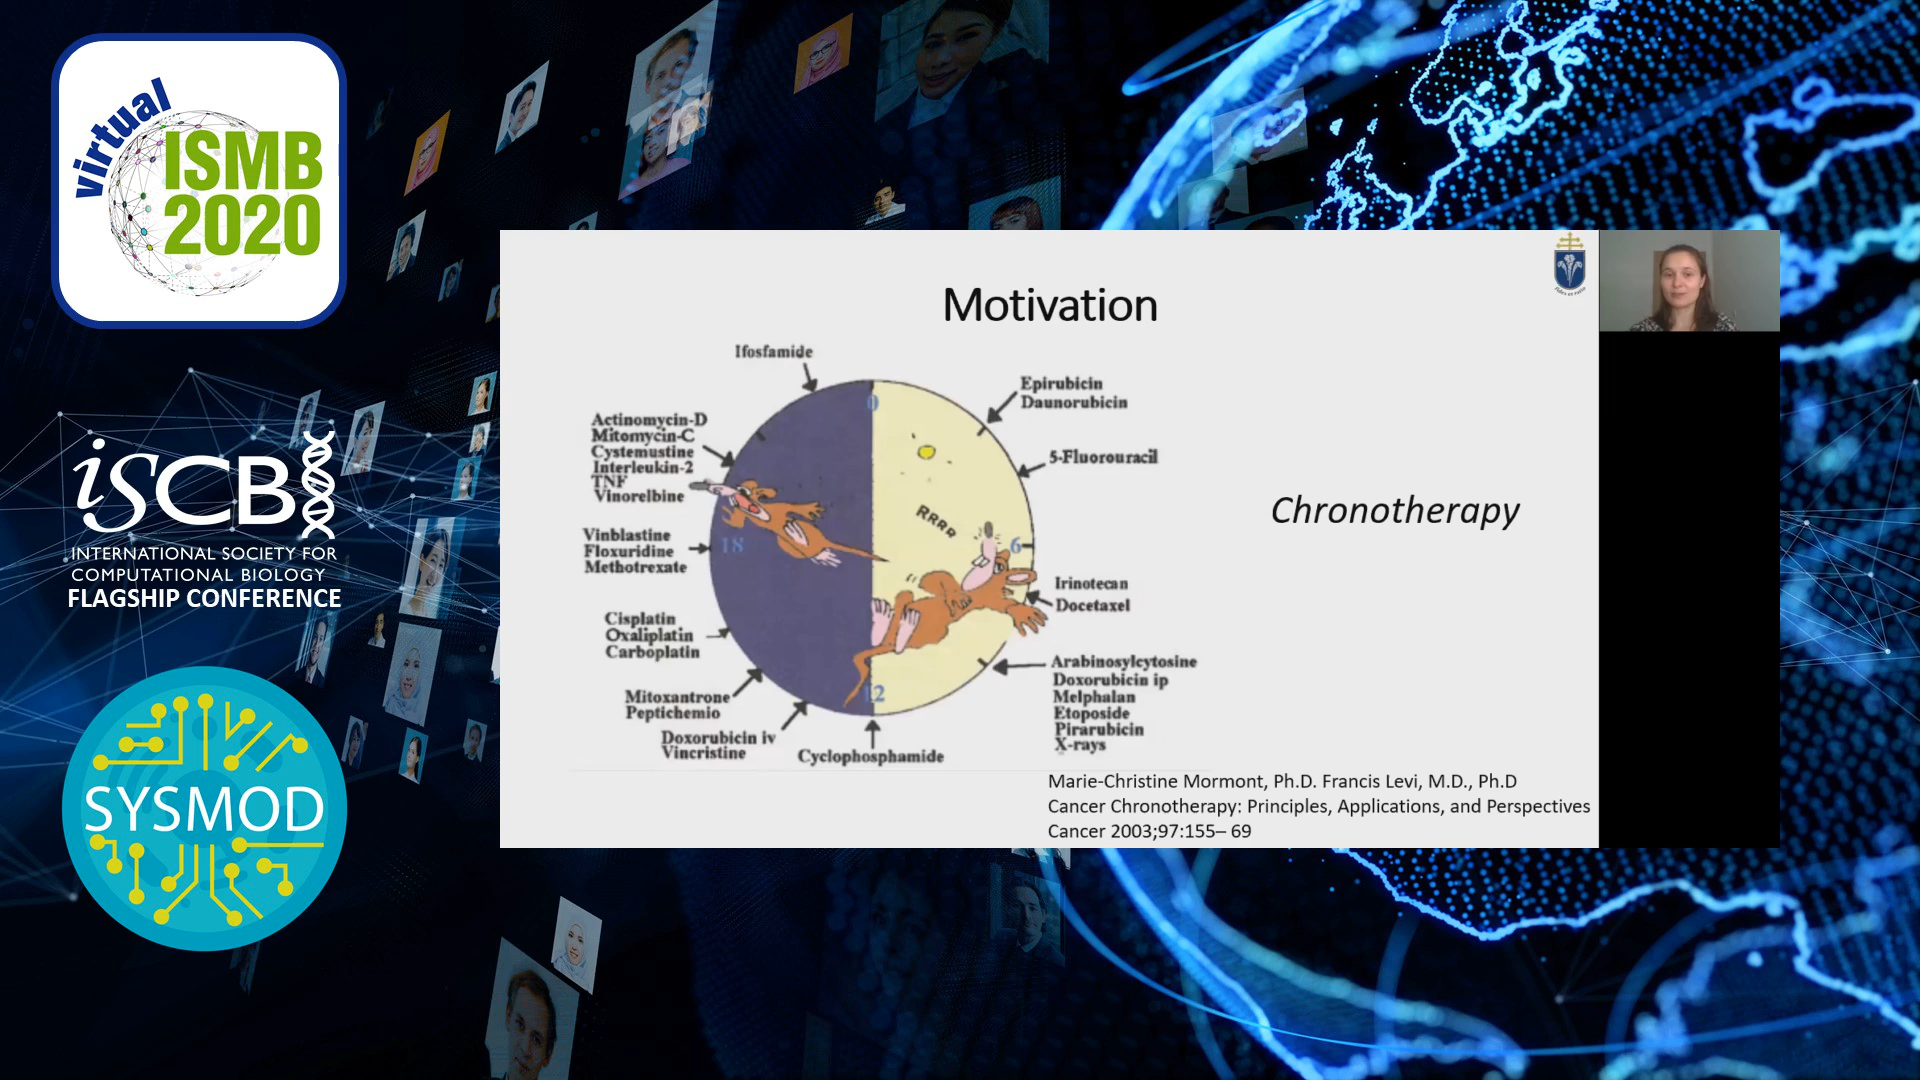 virtual
ISMB
2020
iSCB
INTERNATIONAL SOCIETY FOR
COMPUTATIONAL BIOLOGY
FLAGSHIP CONFERENCE
SYSMOD
Motivation
Ifosfamide
Epirubicin
Daunorubicin
5-Fluorouracil
Actinomycin-D
Mitomycin-C
Cystemustine
Interleukin-2
TNF
Vinorelbine
Vinblastine
Floxuridine
Methotrexate
Cisplatin
Oxaliplatin
Carboplatin
Mitoxantrone
Peptichemio
Doxorubicin iv
Vincristine
Cyclophosphamide
0
RRRR
18
6
12
Irinotecan
Docetaxel
Arabinosylcytosine
Doxorubicin ip
Melphalan
Etoposide
Pirarubicin
X-rays
Chronotherapy
Marie-Christine Mormont, Ph.D. Francis Levi, M.D., Ph.D
Cancer Chronotherapy: Principles, Applications, and Perspectives
Cancer 2003;97:155– 69